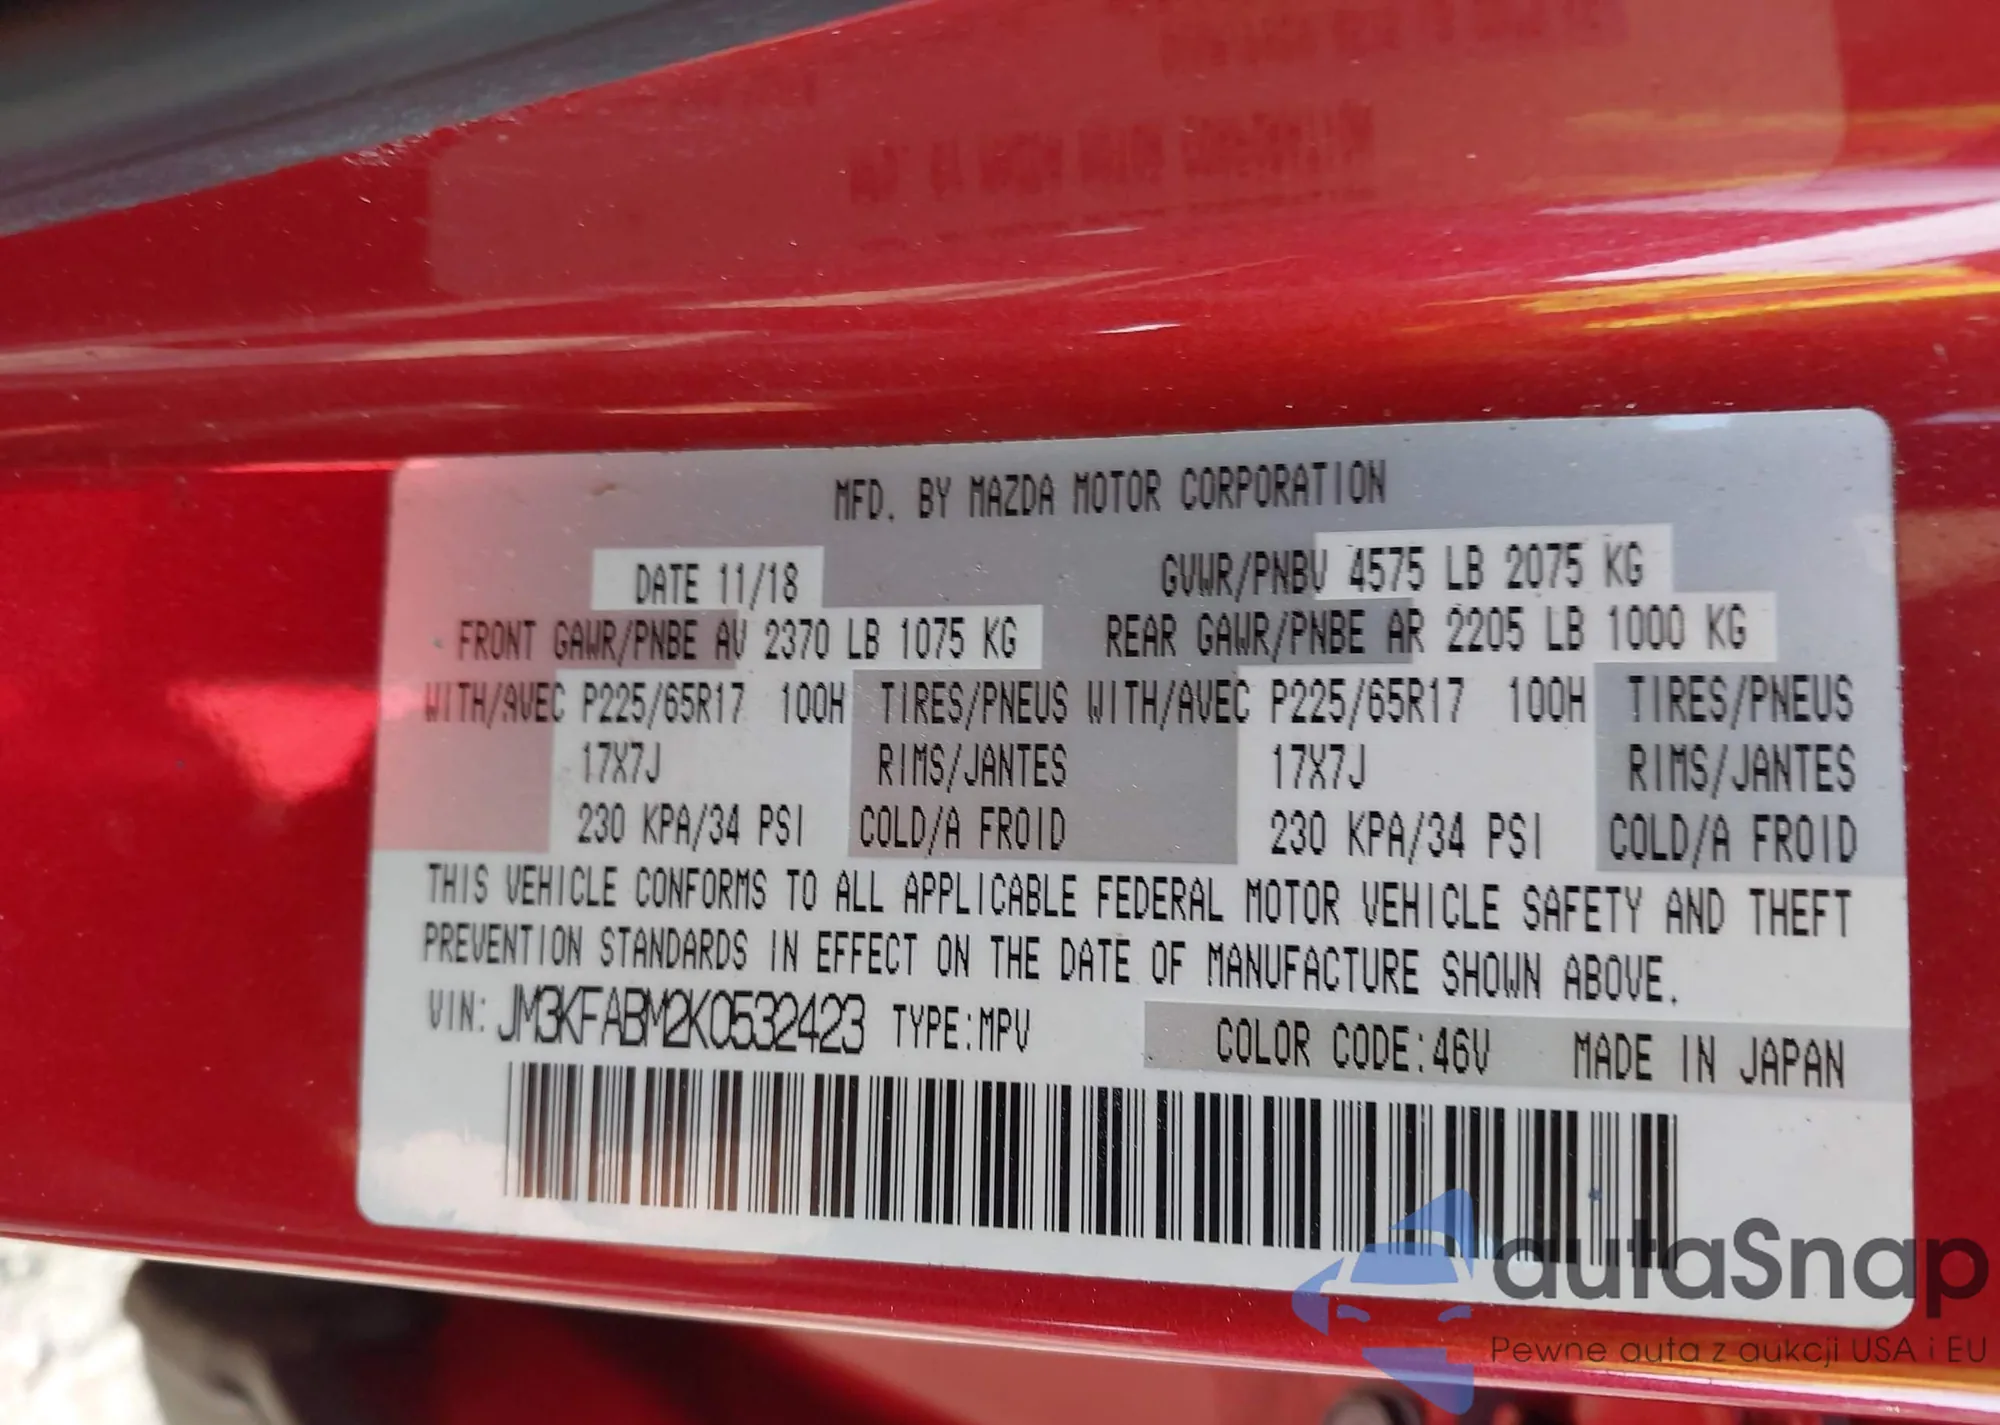 MFD. BY MAZDA MOTOR CORPORATION
DATE 11/18 GVWR/PNBV 4575 LB 2075 KG
FRONT GAWR/PNBE AV 2370 LB 1075 KG REAR GAWR/PNBE AR 2205 LB 1000 KG
WITH/AVEC P225/65R17 100H TIRES/PNEUS WITH/AVEC P225/65R17 100H TIRES/PNEUS
17X7J RIMS/JANTES 17X7J RIMS/JANTES
230 KPA/34 PSI COLD/A FROID 230 KPA/34 PSI COLD/A FROID
THIS VEHICLE CONFORMS TO ALL APPLICABLE FEDERAL MOTOR VEHICLE SAFETY AND THEFT
PREVENTION STANDARDS IN EFFECT ON THE DATE OF MANUFACTURE SHOWN ABOVE.
VIN: JM3KFABM2K0532423 TYPE:MPV COLOR CODE:46V MADE IN JAPAN
autaSnap
Pewne auta z aukcji USA i EU